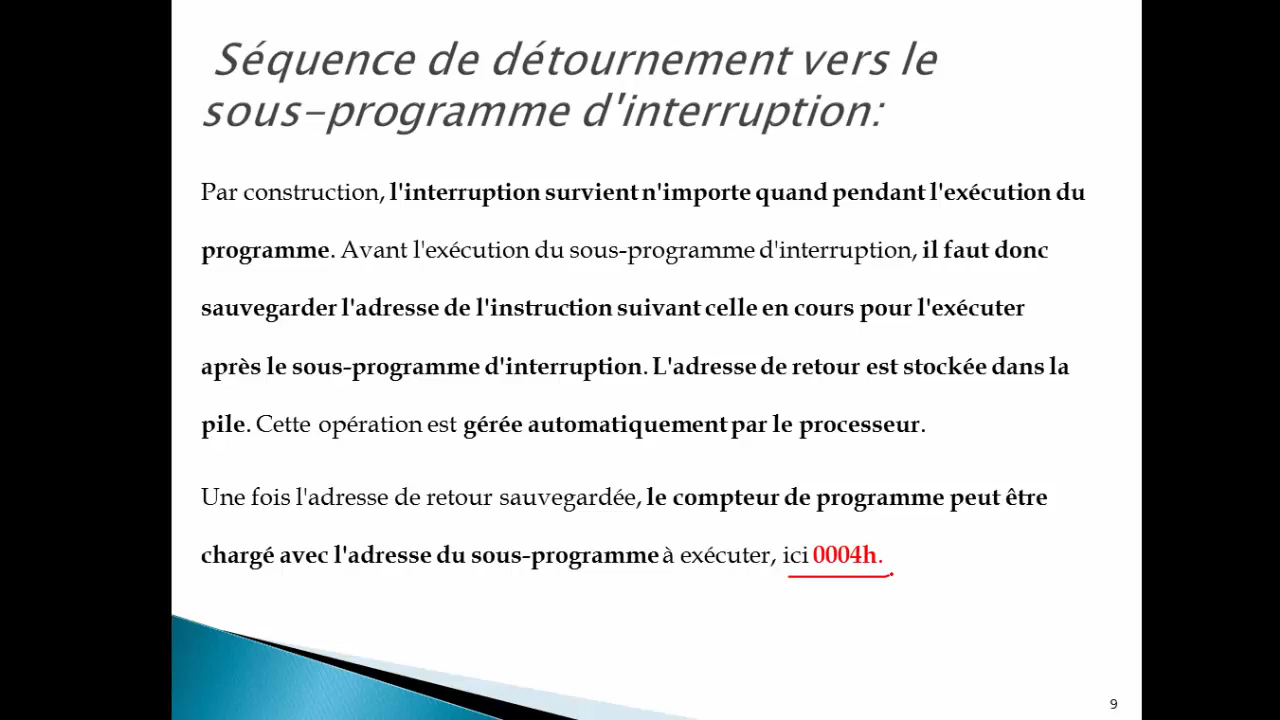 Séquence de détournement vers le
sous-programme d'interruption:
Par construction, l'interruption survient n'importe quand pendant l'exécution du
programme. Avant l'exécution du sous-programme d'interruption, il faut donc
sauvegarder l'adresse de l'instruction suivant celle en cours pour l'exécuter
après le sous-programme d'interruption. L'adresse de retour est stockée dans la
pile. Cette opération est gérée automatiquement par le processeur.
Une fois l'adresse de retour sauvegardée, le compteur de programme peut être
chargé avec l'adresse du sous-programme à exécuter, ici 0004h.
9